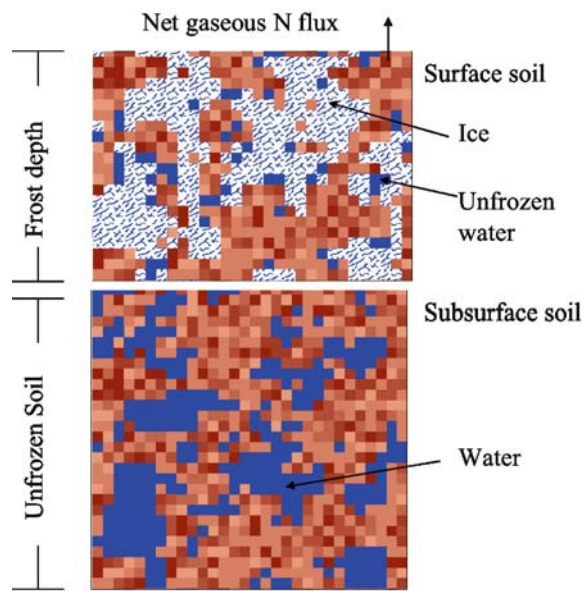 Net gaseous N flux
Surface soil
Ice
Frost depth
Unfrozen
water
Subsurface soil
Unfrozen Soil
Water